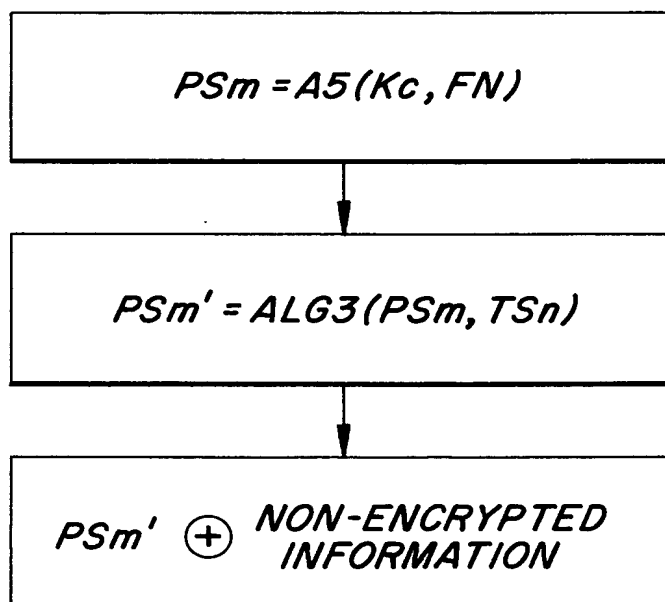 PSm = A5(Kc, FN)
PSm' = ALG3(PSm, TSn)
PSm' ⊕ NON-ENCRYPTED
INFORMATION